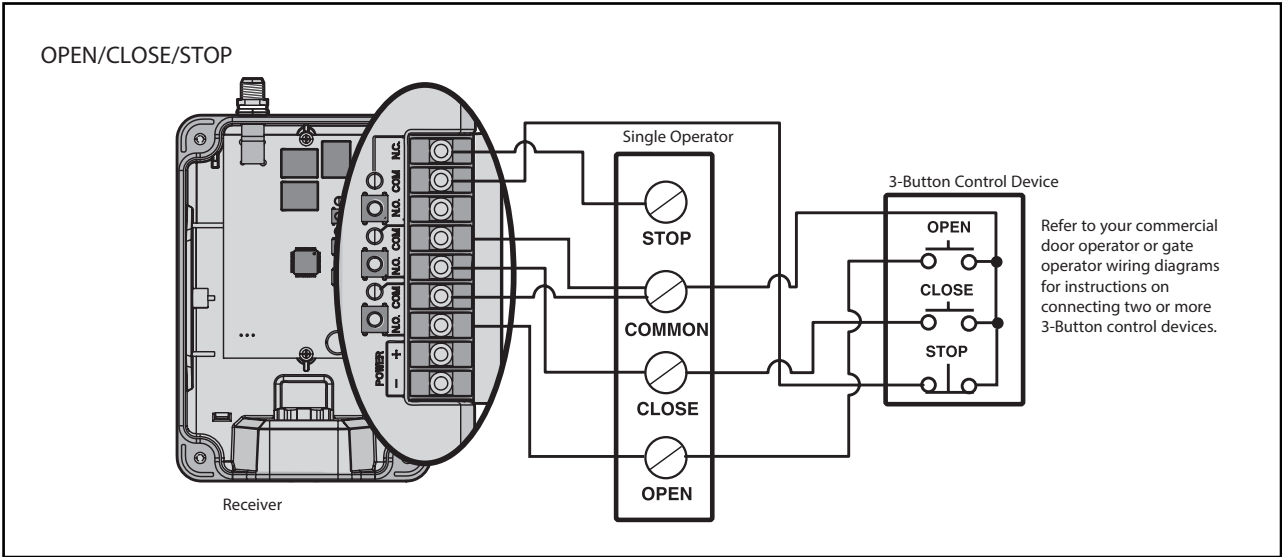 OPEN/CLOSE/STOP
N.C.
COM
N.O.
COM
N.O.
COM
N.O.
POWER
+
−
Receiver
Single Operator
STOP
COMMON
CLOSE
OPEN
3-Button Control Device
OPEN
CLOSE
STOP
Refer to your commercial
door operator or gate
operator wiring diagrams
for instructions on
connecting two or more
3-Button control devices.